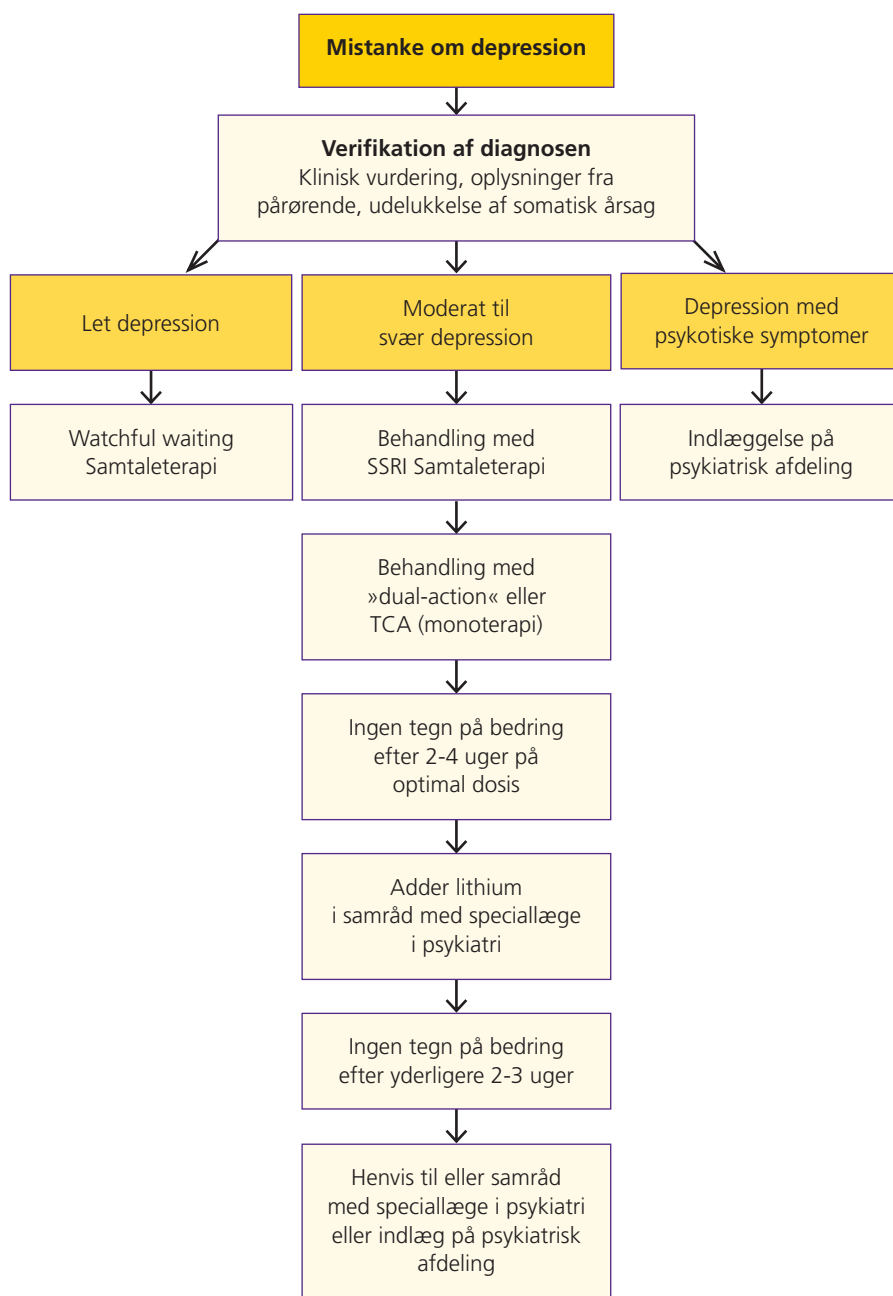 Mistanke om depression
Verifikation af diagnosen
Klinisk vurdering, oplysninger fra
pårørende, udelukkelse af somatisk årsag
Let depression
Moderat til
svær depression
Depression med
psykotiske symptomer
Watchful waiting
Samtaleterapi
Behandling med
SSRI Samtaleterapi
Indlæggelse på
psykiatrisk afdeling
Behandling med
»dual-action« eller
TCA (monoterapi)
Ingen tegn på bedring
efter 2-4 uger på
optimal dosis
Adder lithium
i samråd med speciallæge
i psykiatri
Ingen tegn på bedring
efter yderligere 2-3 uger
Henvis til eller samråd
med speciallæge i psykiatri
eller indlæg på psykiatrisk
afdeling